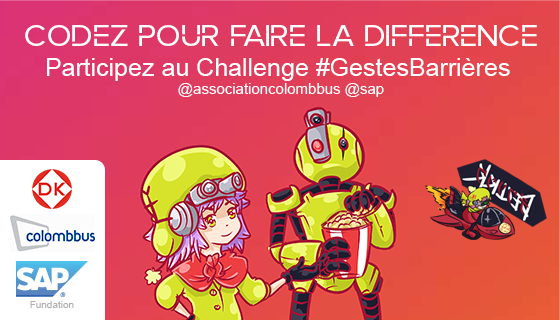 CODEZ POUR FAIRE LA DIFFERENCE
Participez au Challenge #GestesBarrières
@associationcolombbus @sap
DK
colombbus
SAP
Fundation